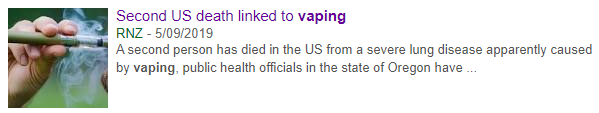 Second US death linked to vaping
RNZ - 5/09/2019
A second person has died in the US from a severe lung disease apparently caused
by vaping, public health officials in the state of Oregon have ...